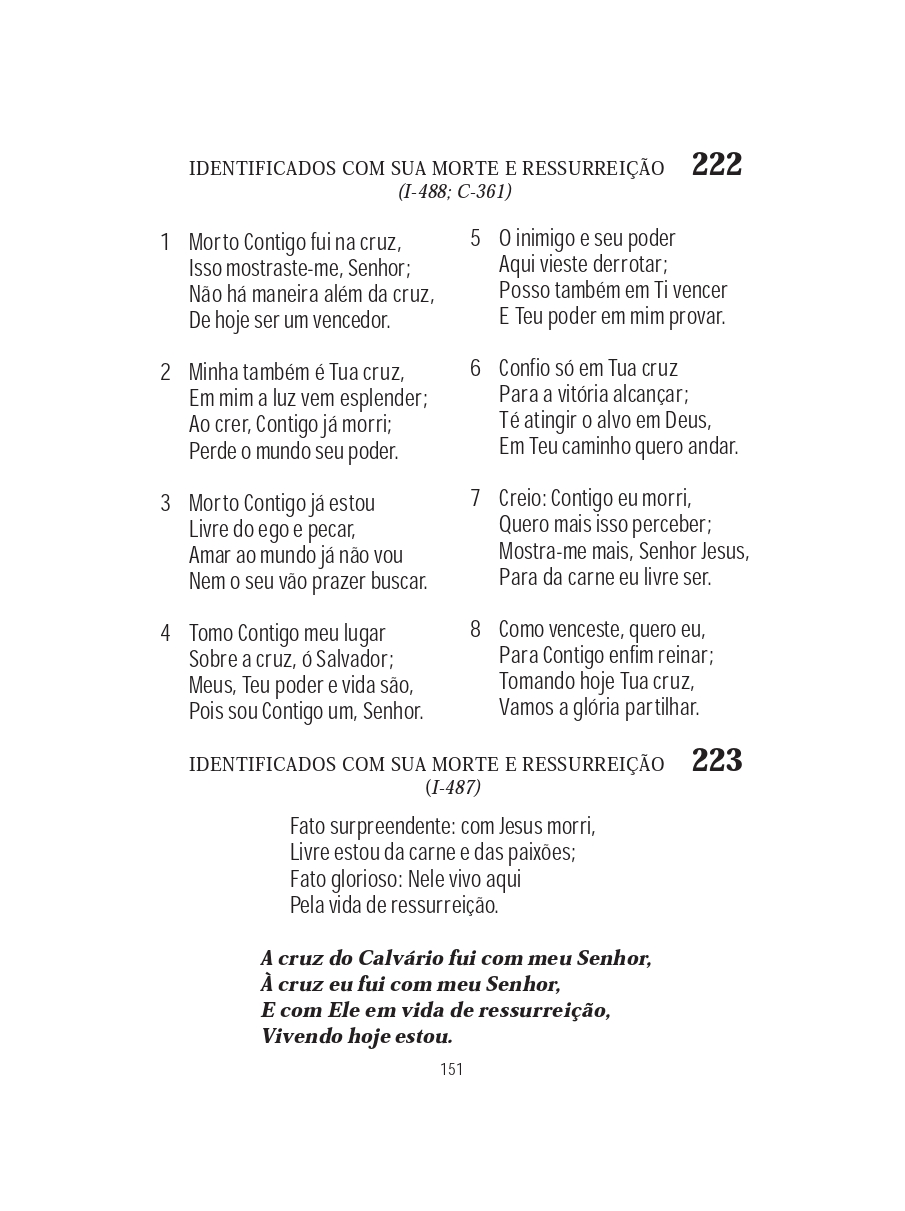 IDENTIFICADOS COM SUA MORTE E RESSURREIÇÃO 222
(I-488; C-361)
1 Morto Contigo fui na cruz,
Isso mostraste-me, Senhor;
Não há maneira além da cruz,
De hoje ser um vencedor.
2 Minha também é Tua cruz,
Em mim a luz vem esplender;
Ao crer, Contigo já morri;
Perde o mundo seu poder.
3 Morto Contigo já estou
Livre do ego e pecar,
Amar ao mundo já não vou
Nem o seu vão prazer buscar.
4 Tomo Contigo meu lugar
Sobre a cruz, ó Salvador;
Meus, Teu poder e vida são,
Pois sou Contigo um, Senhor.
5 O inimigo e seu poder
Aqui vieste derrotar;
Posso também em Ti vencer
E Teu poder em mim provar.
6 Confio só em Tua cruz
Para a vitória alcançar;
Té atingir o alvo em Deus,
Em Teu caminho quero andar.
7 Creio: Contigo eu morri,
Quero mais isso perceber;
Mostra-me mais, Senhor Jesus,
Para da carne eu livre ser.
8 Como venceste, quero eu,
Para Contigo enfim reinar;
Tomando hoje Tua cruz,
Vamos a glória partilhar.
IDENTIFICADOS COM SUA MORTE E RESSURREIÇÃO 223
(I-487)
Fato surpreendente: com Jesus morri,
Livre estou da carne e das paixões;
Fato glorioso: Nele vivo aqui
Pela vida de ressurreição.
A cruz do Calvário fui com meu Senhor,
À cruz eu fui com meu Senhor,
E com Ele em vida de ressurreição,
Vivendo hoje estou.
151